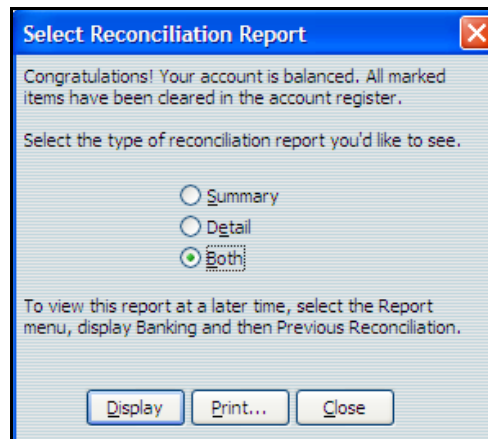 Select Reconciliation Report
Congratulations! Your account is balanced. All marked
items have been cleared in the account register.
Select the type of reconciliation report you'd like to see.
Summary
Detail
Both
To view this report at a later time, select the Report
menu, display Banking and then Previous Reconciliation.
Display Print... Close